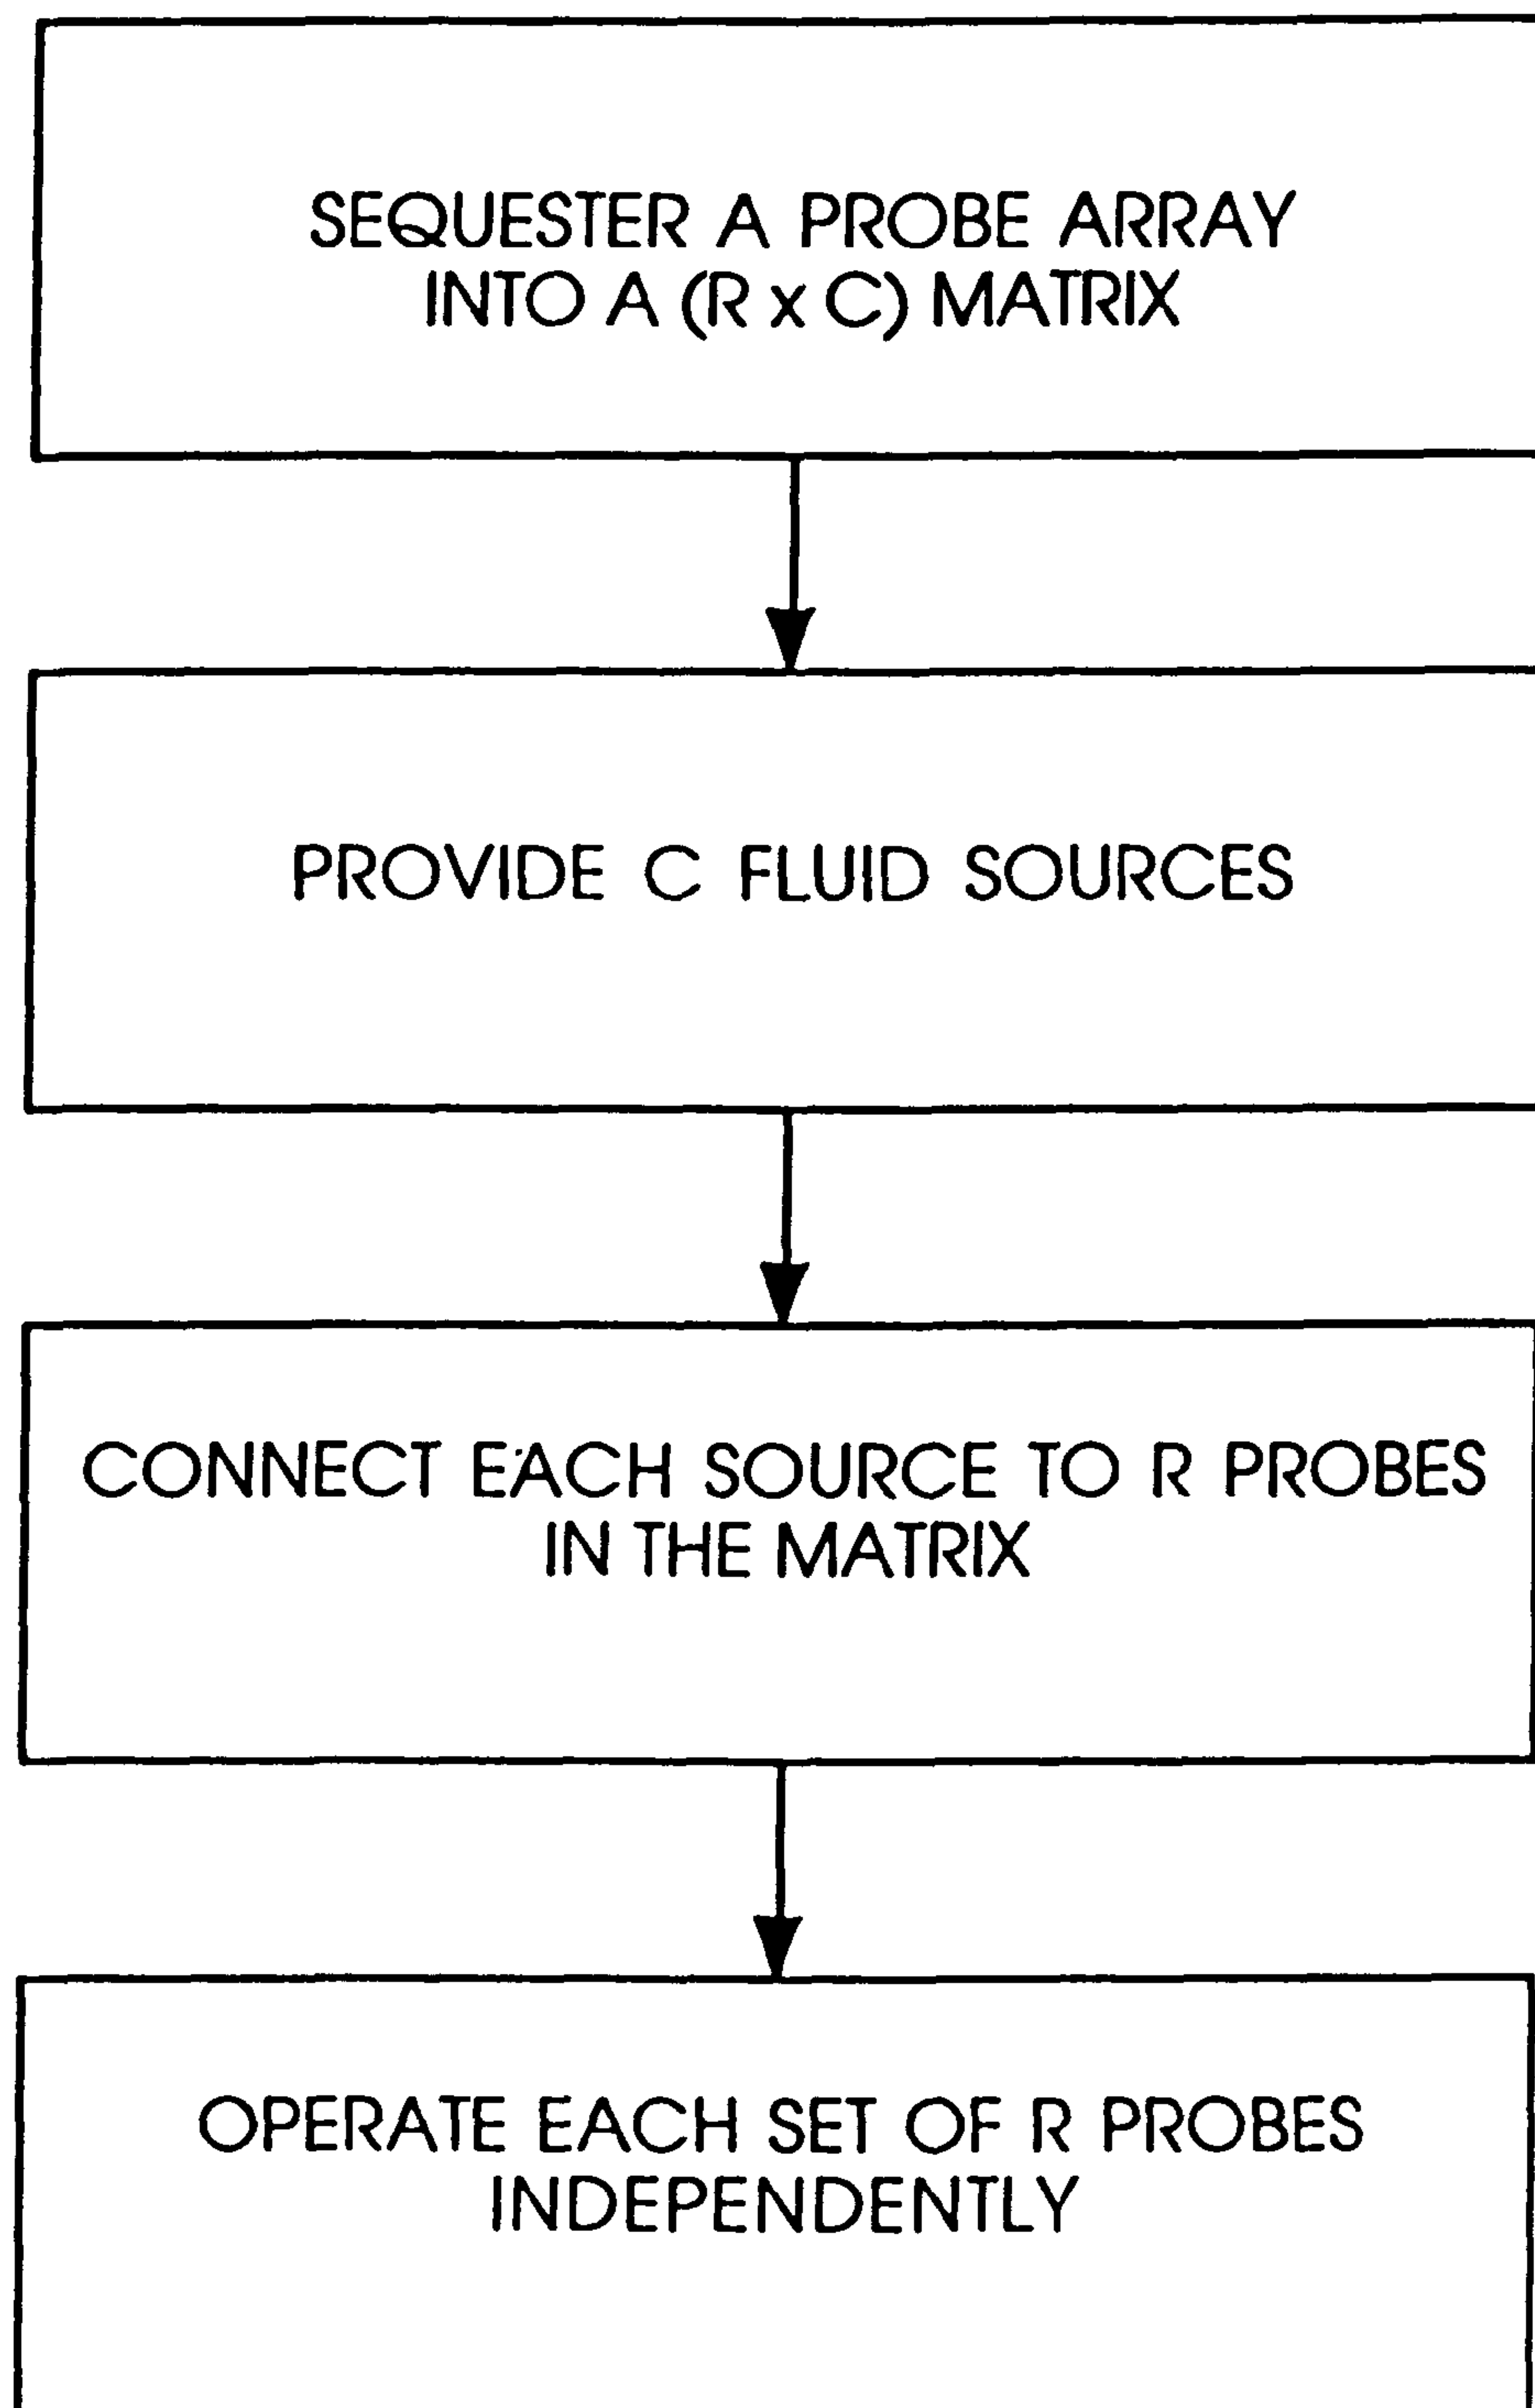 SEQUESTER A PROBE ARRAY
INTO A (R x C) MATRIX
PROVIDE C FLUID SOURCES
CONNECT EACH SOURCE TO R PROBES
IN THE MATRIX
OPERATE EACH SET OF R PROBES
INDEPENDENTLY